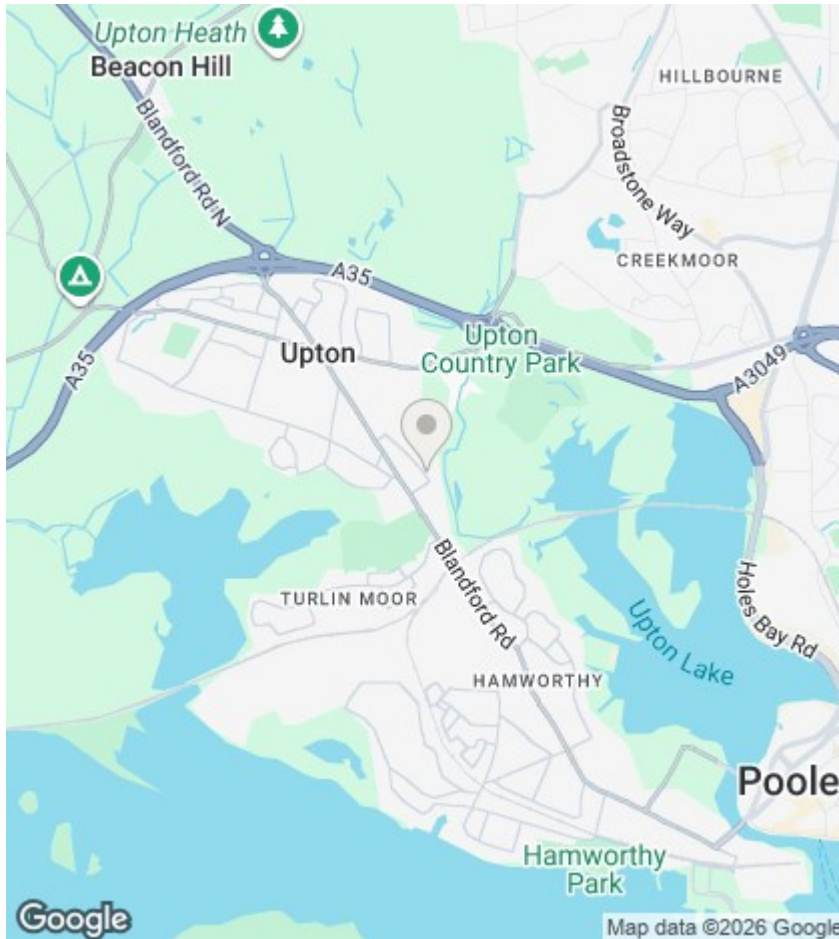 Upton Heath
Beacon Hill
HILLBOURNE
Blandford Rd N
Broadstone Way
CREEKMOOR
A35
A35
Upton
Country Park
Upton
A3049
Blandford Rd
TURLIN MOOR
Holes Bay Rd
Upton Lake
HAMWORTHY
Poole
Hamworthy
Park
Google
Map data ©2026 Google